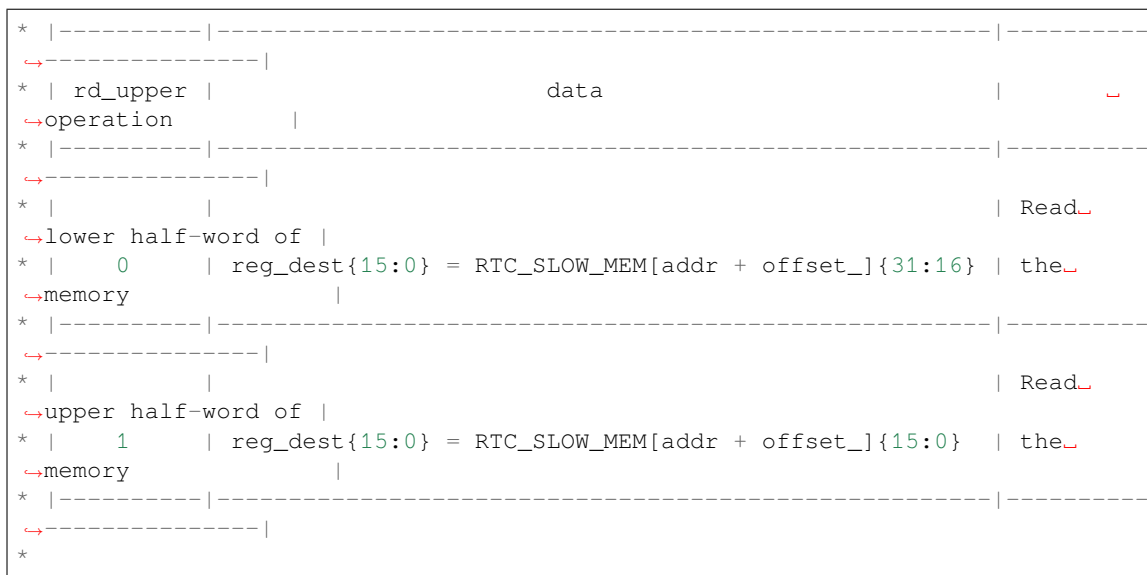 * |----------|------------------------------------------------------|----------
↪---------------|
* | rd_upper |                       data                           |       ␣
↪operation        |
* |----------|------------------------------------------------------|----------
↪---------------|
* |          |                                                      | Read␣
↪lower half-word of |
* |    0     | reg_dest{15:0} = RTC_SLOW_MEM[addr + offset_]{31:16} | the␣
↪memory              |
* |----------|------------------------------------------------------|----------
↪---------------|
* |          |                                                      | Read␣
↪upper half-word of |
* |    1     | reg_dest{15:0} = RTC_SLOW_MEM[addr + offset_]{15:0}  | the␣
↪memory              |
* |----------|------------------------------------------------------|----------
↪---------------|
*